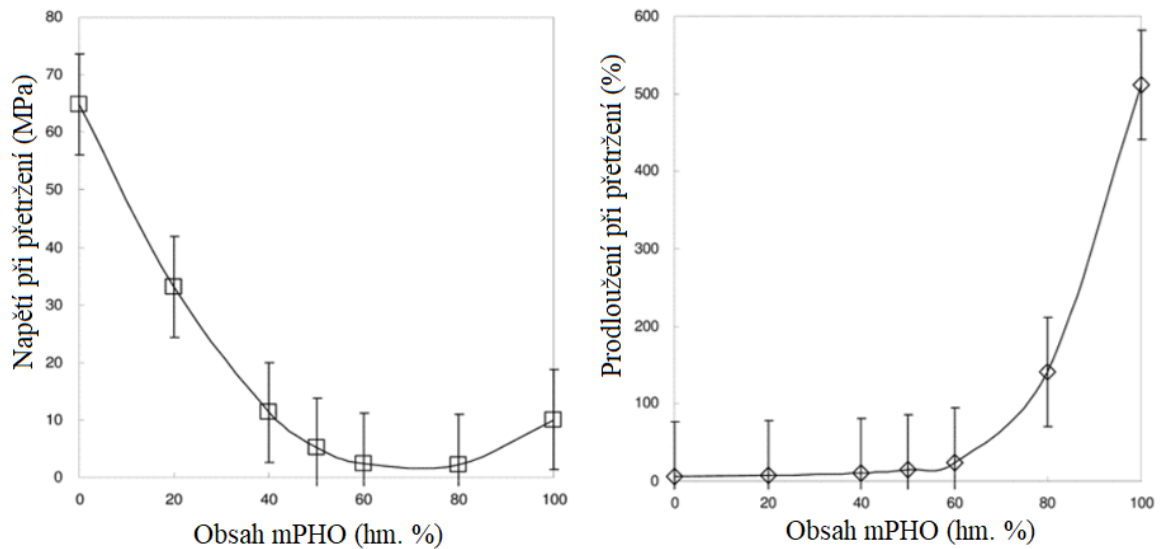 Napětí při přetržení (MPa)
80
70
60
50
40
30
20
10
0
0 20 40 60 80 100
Obsah mPHO (hm. %)
Prodloužení při přetržení (%)
600
500
400
300
200
100
0
0 20 40 60 80 100
Obsah mPHO (hm. %)